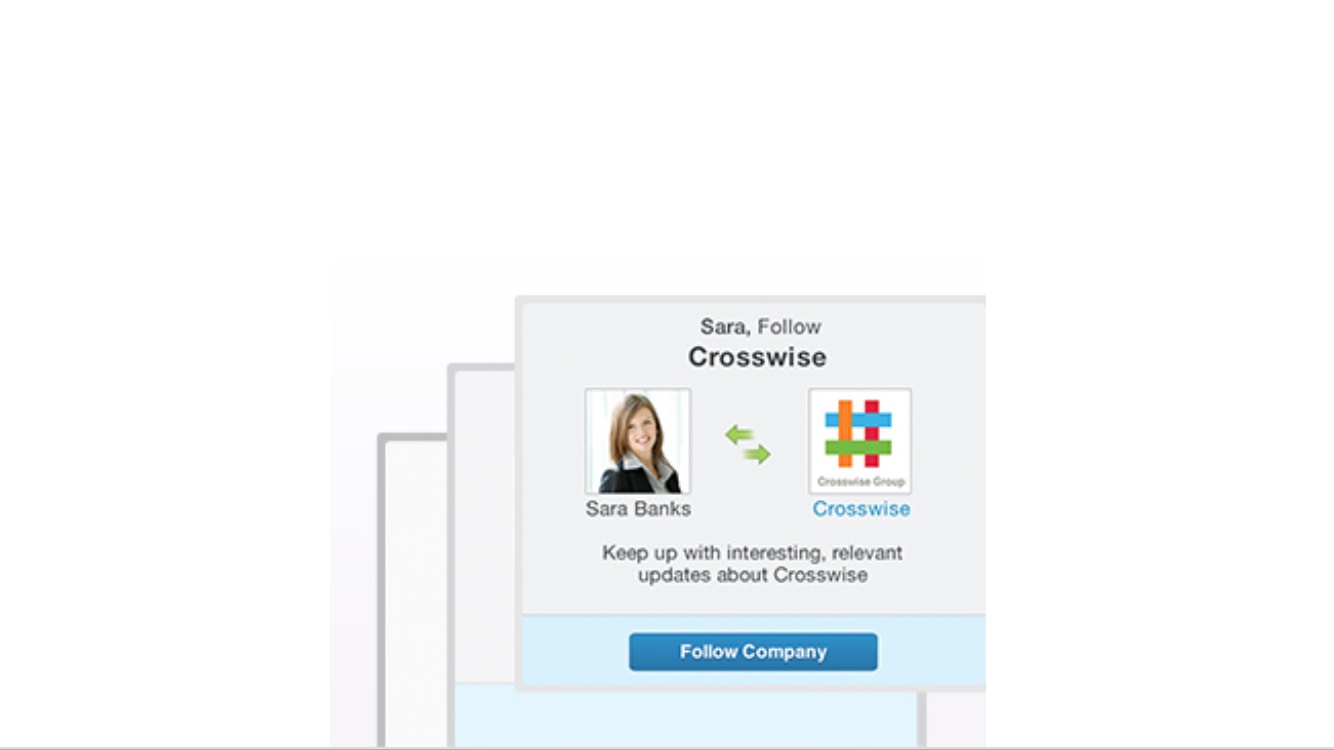 Sara, Follow
Crosswise
Crosswise Group
Sara Banks
Crosswise
Keep up with interesting, relevant
updates about Crosswise
Follow Company